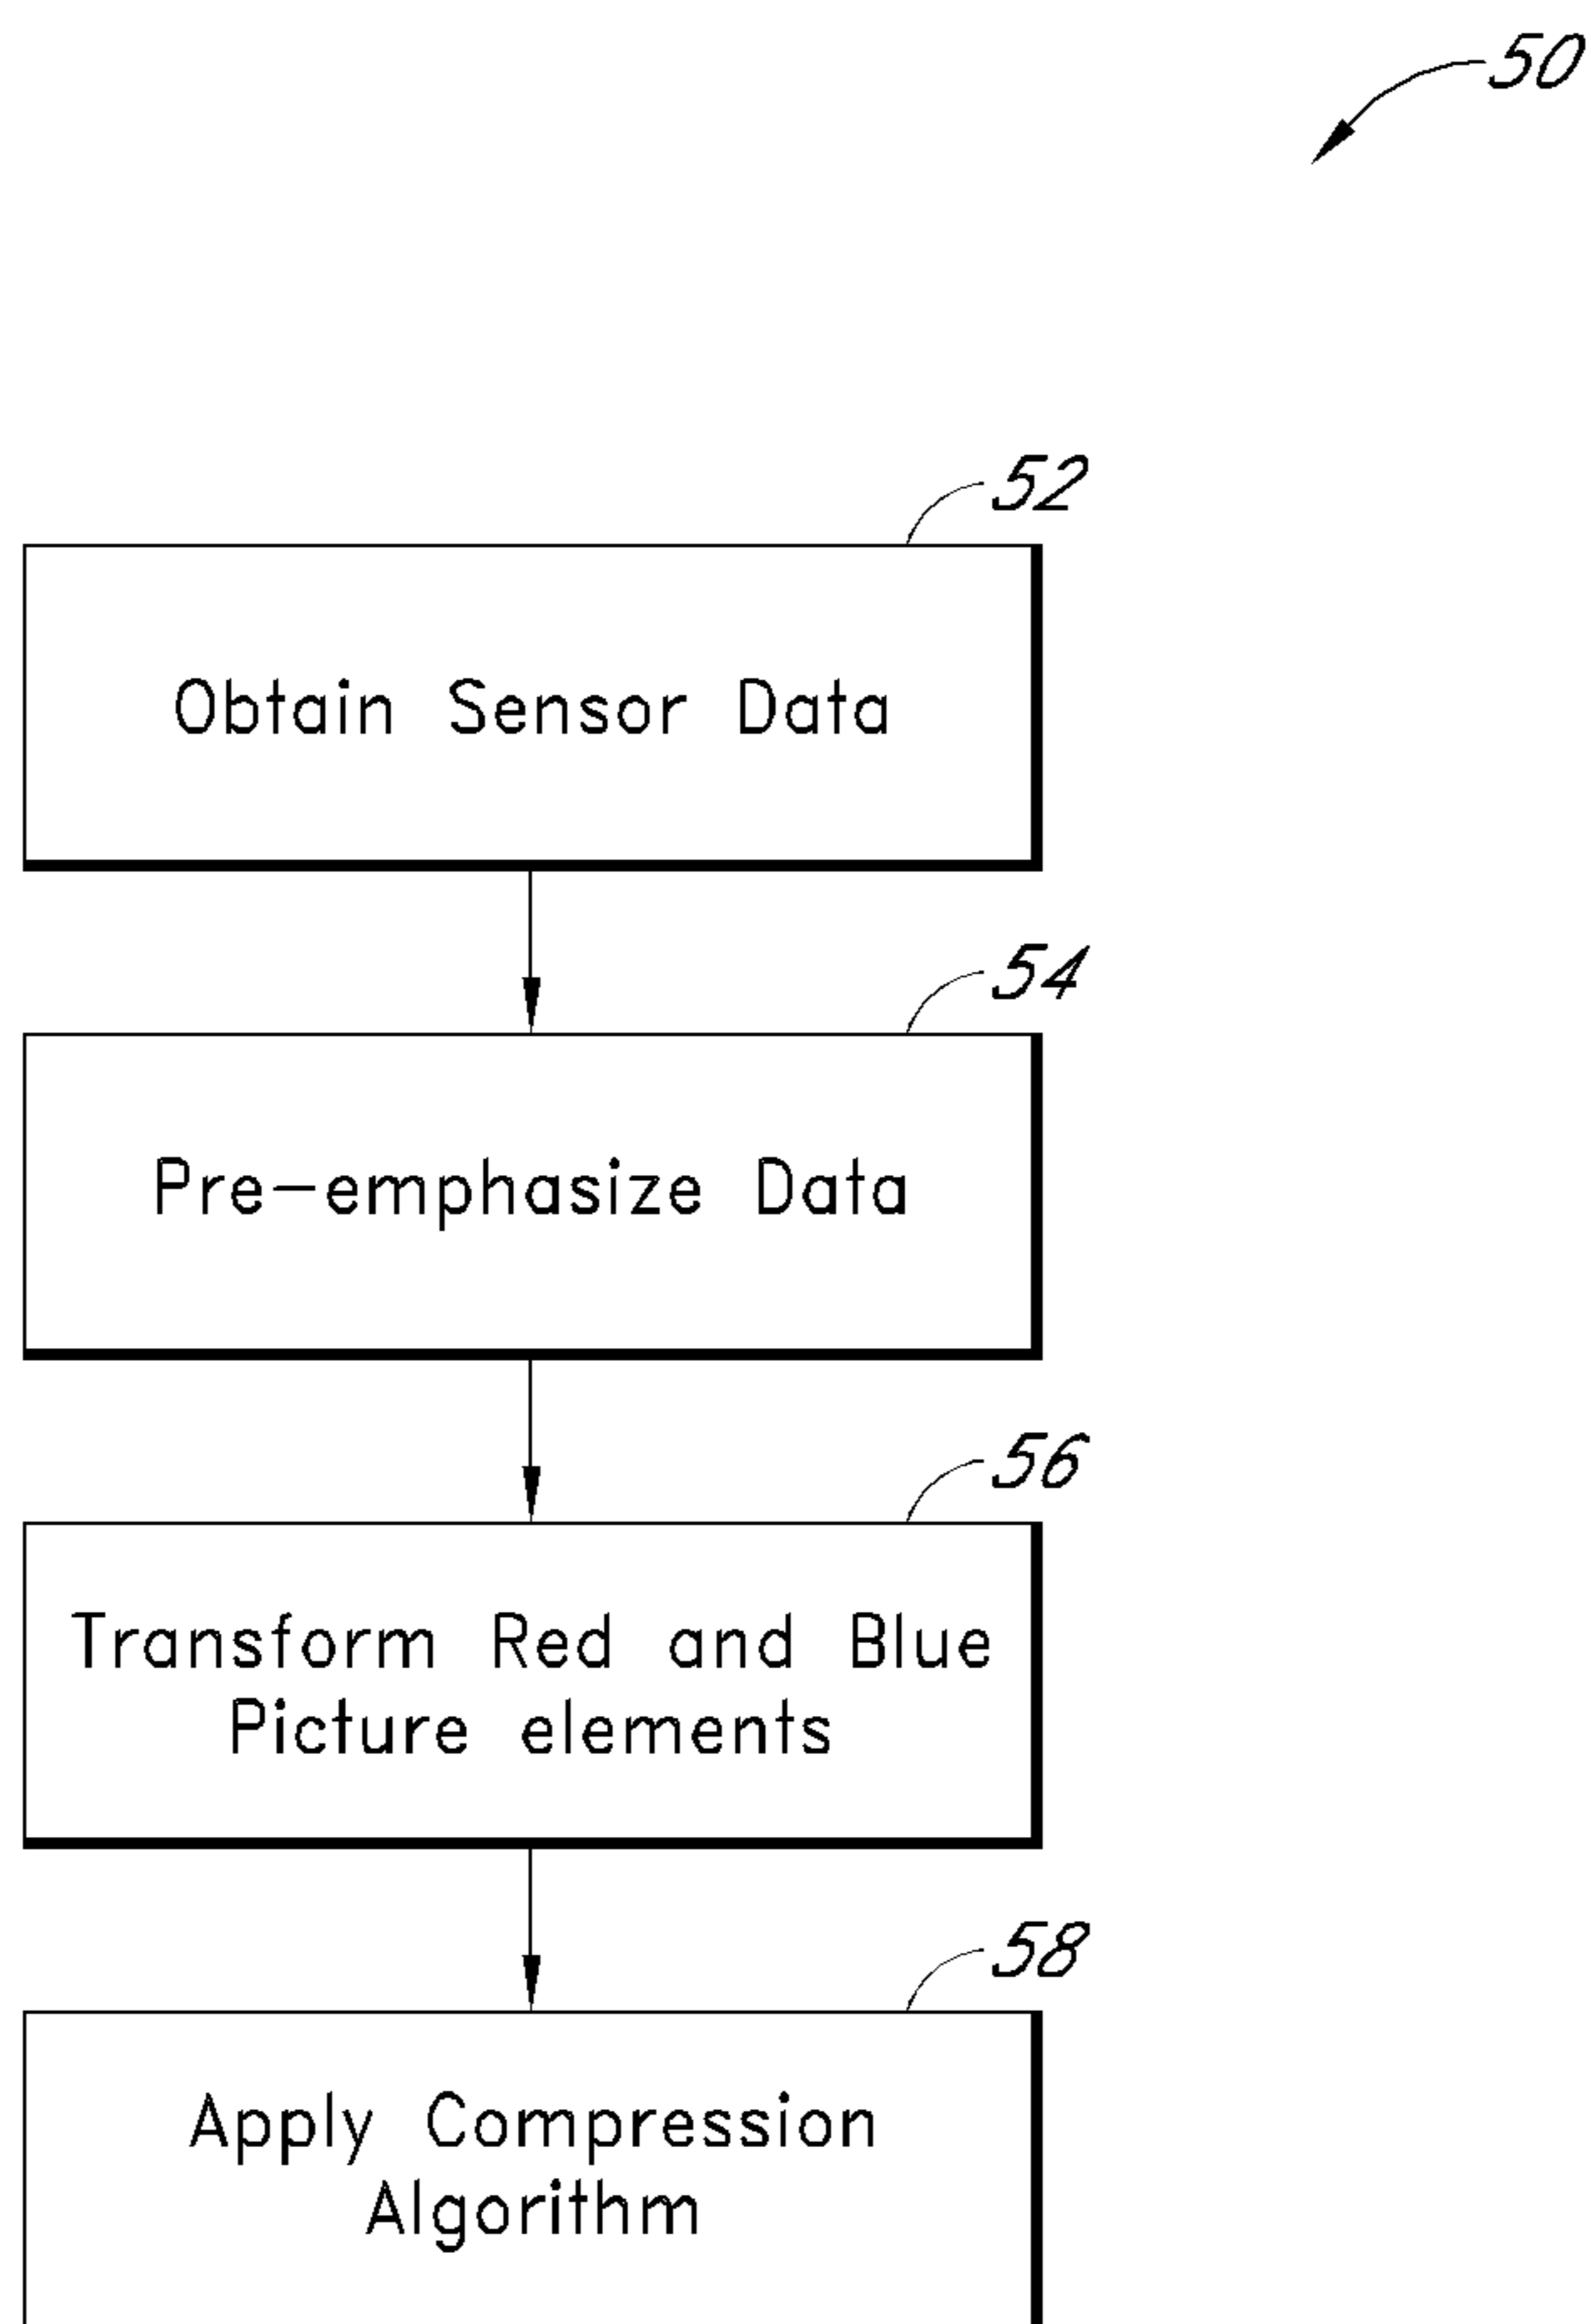 50
52
Obtain Sensor Data
54
Pre-emphasize Data
56
Transform Red and Blue
Picture elements
58
Apply Compression
Algorithm